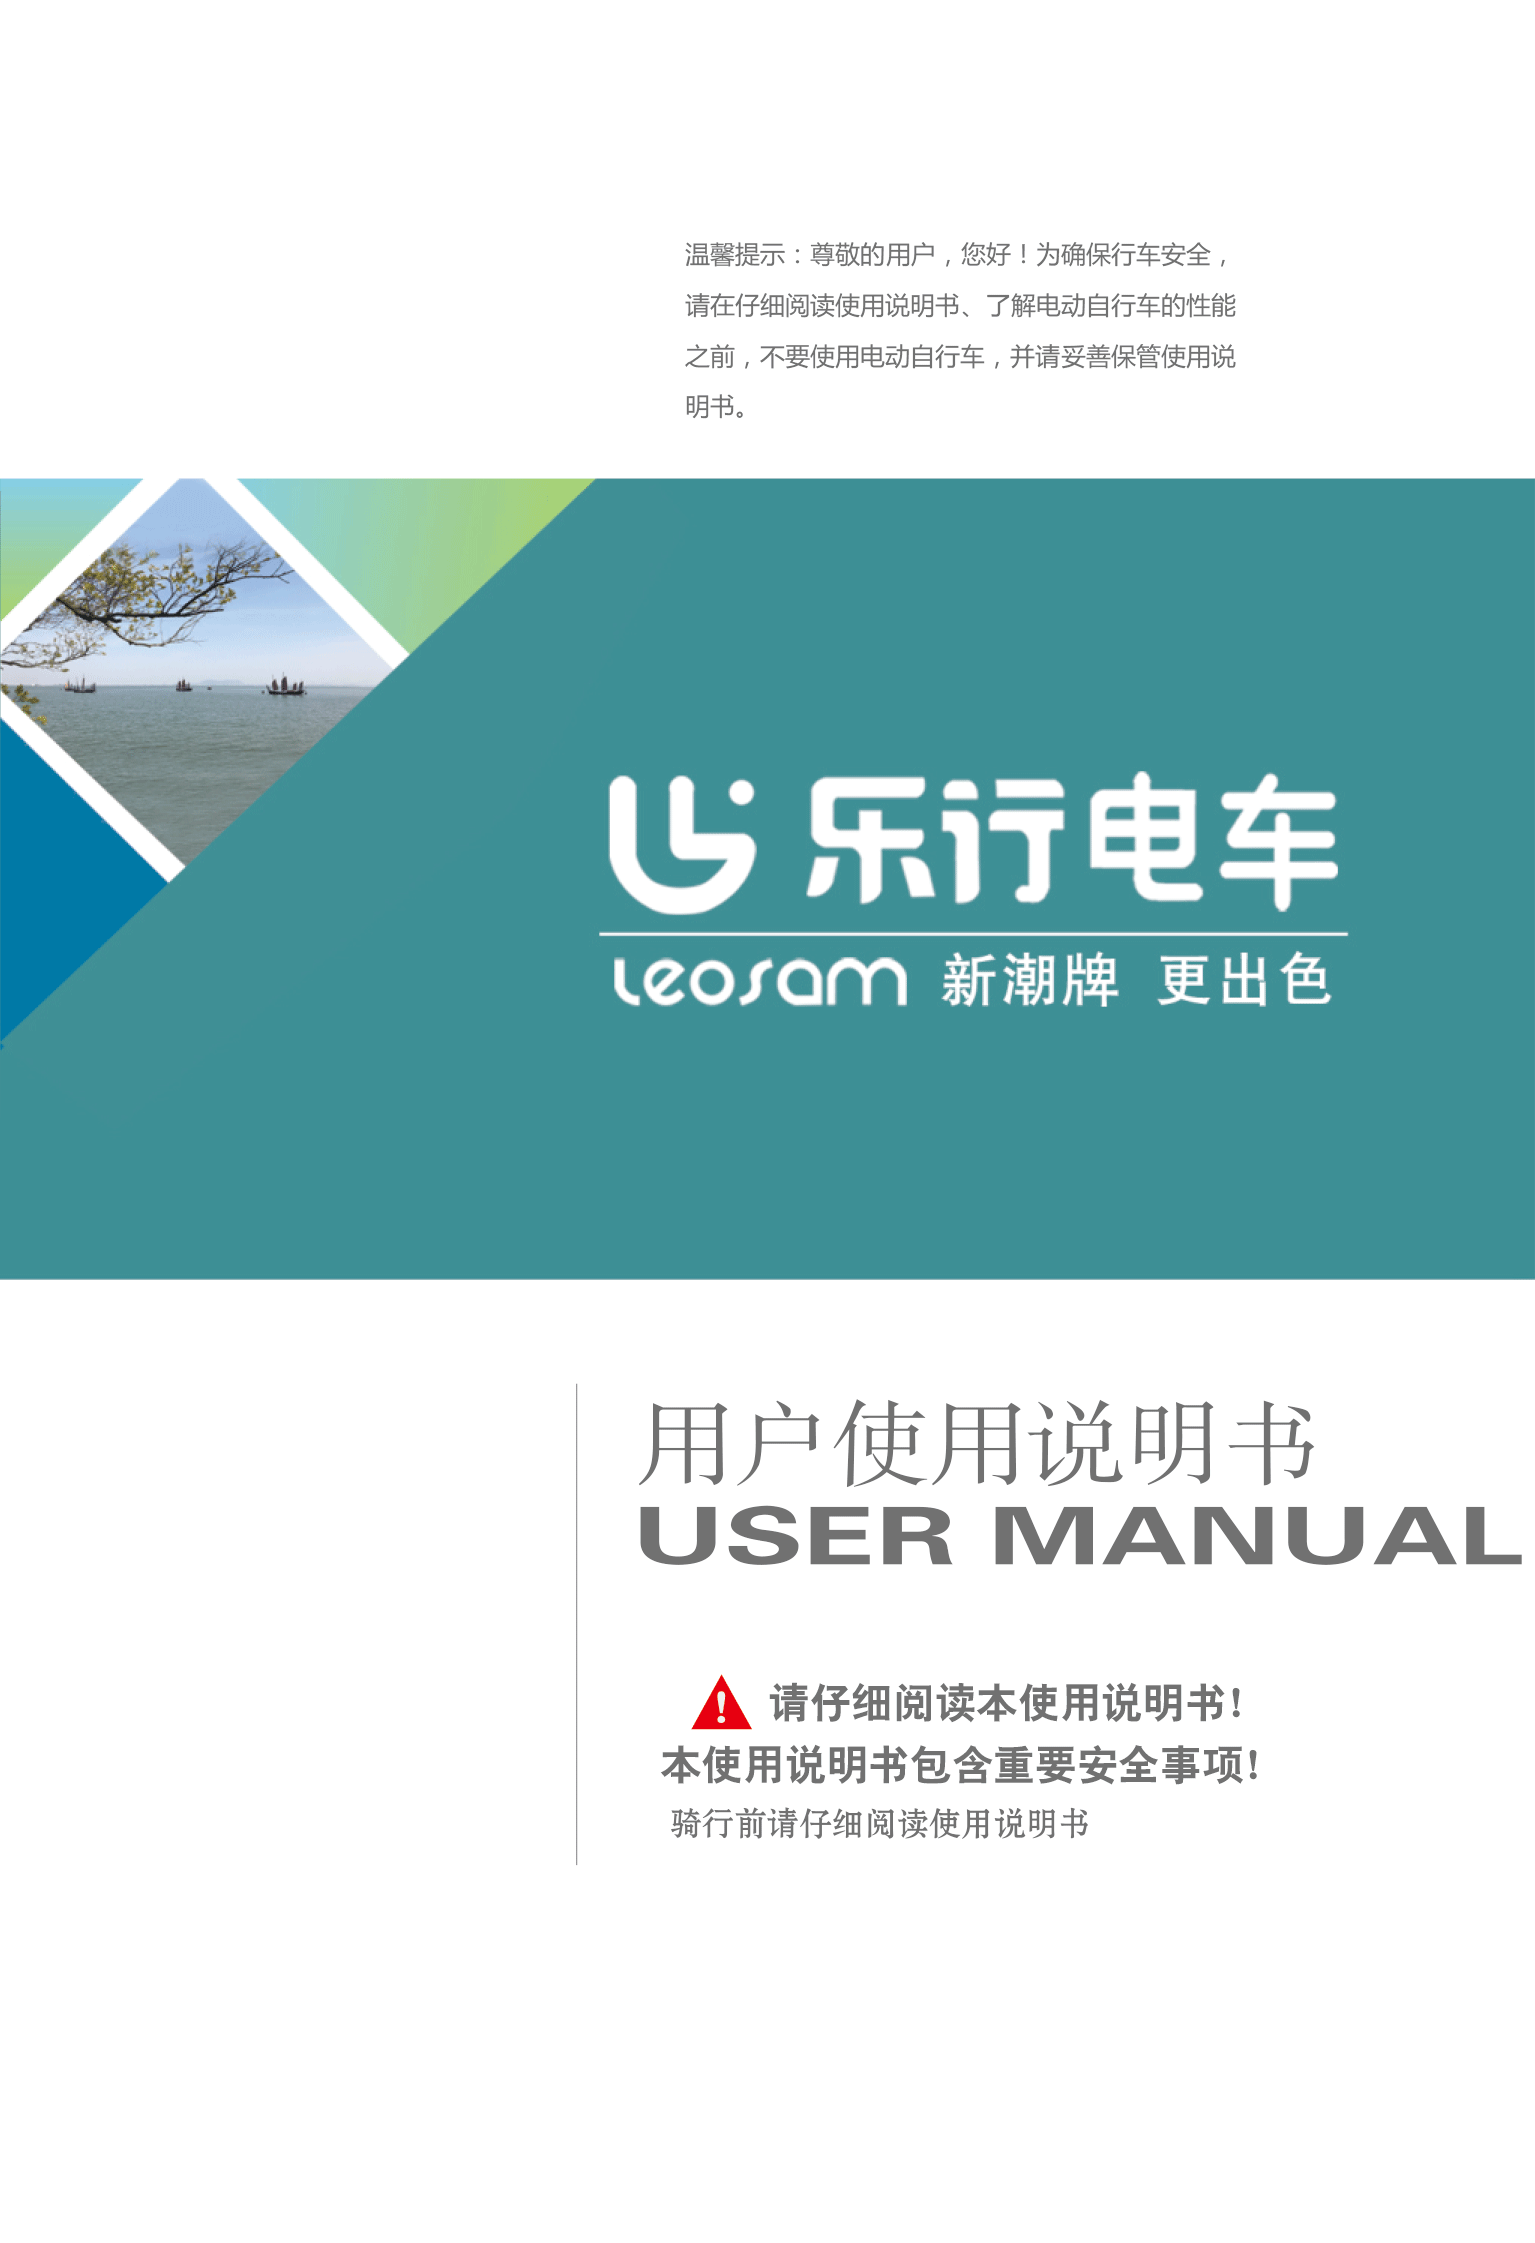 温馨提示：尊敬的用户，您好！为确保行车安全，
请在仔细阅读使用说明书、了解电动自行车的性能
之前，不要使用电动自行车，并请妥善保管使用说
明书。
乐行电车
Leosam 新潮牌 更出色
用户使用说明书
USER MANUAL
请仔细阅读本使用说明书!
本使用说明书包含重要安全事项!
骑行前请仔细阅读使用说明书